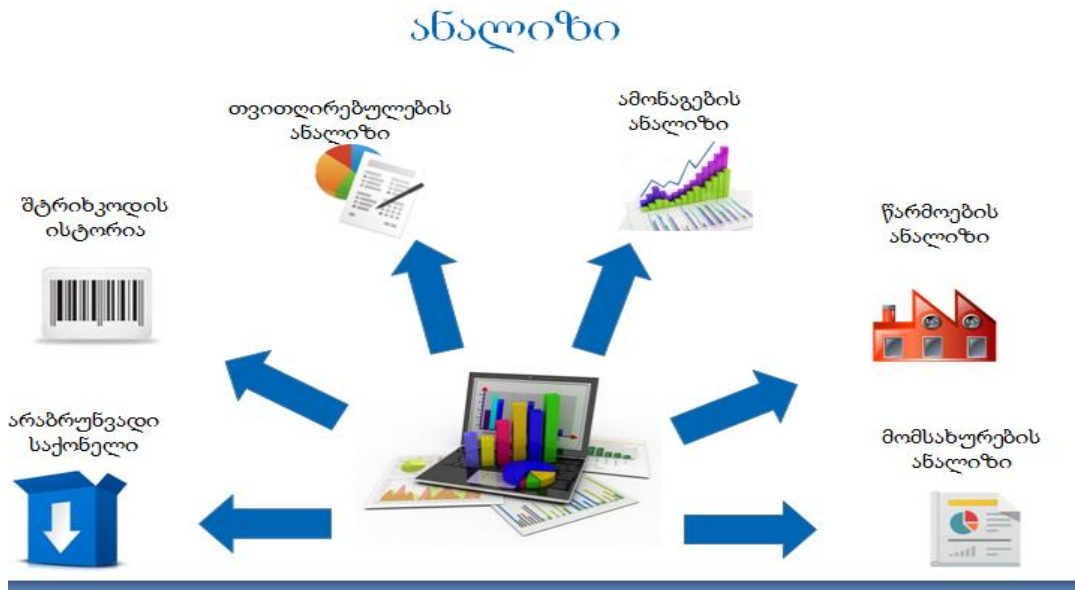 ანალიზი
თვითღირებულების
ანალიზი
ამონაგების
ანალიზი
შტრიხკოდის
ისტორია
წარმოების
ანალიზი
არაბრუნვადი
საქონელი
მომსახურების
ანალიზი